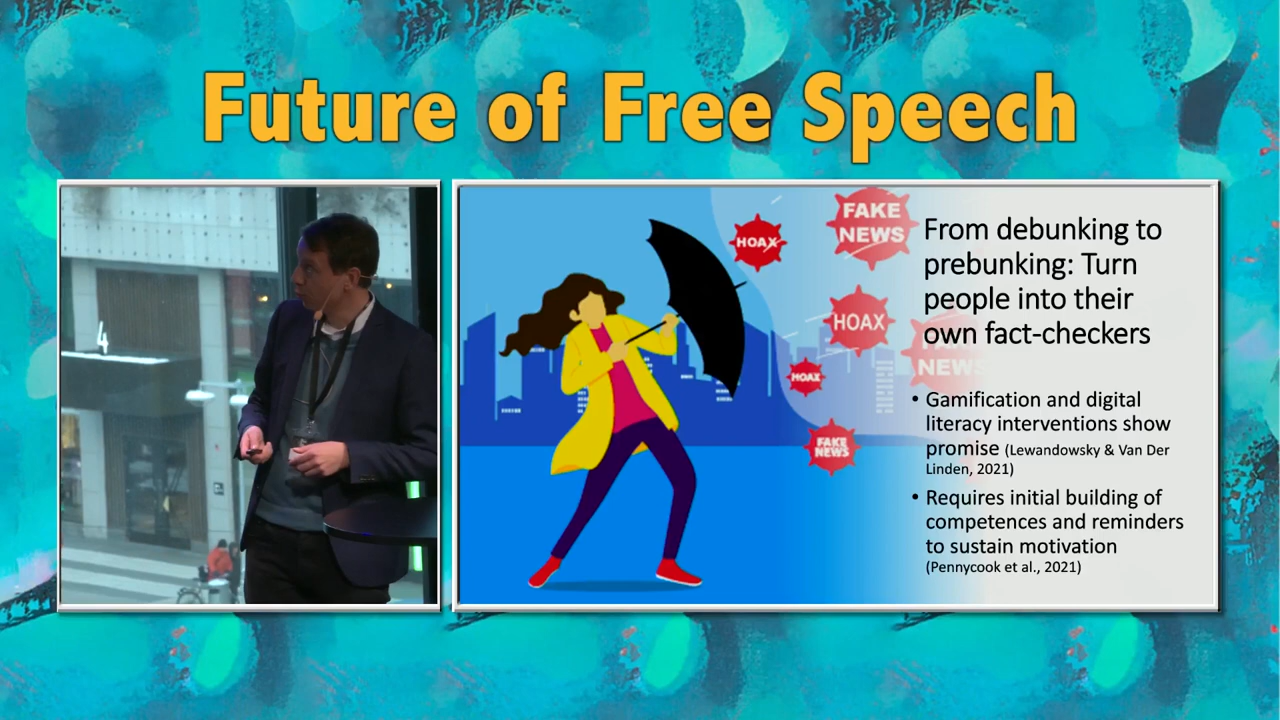 Future of Free Speech
4
HOAX
FAKE
NEWS
HOAX
HOAX
FAKE
NEWS
NEWS
From debunking to
prebunking: Turn
people into their
own fact-checkers
• Gamification and digital
literacy interventions show
promise (Lewandowsky & Van Der
Linden, 2021)
• Requires initial building of
competences and reminders
to sustain motivation
(Pennycook et al., 2021)